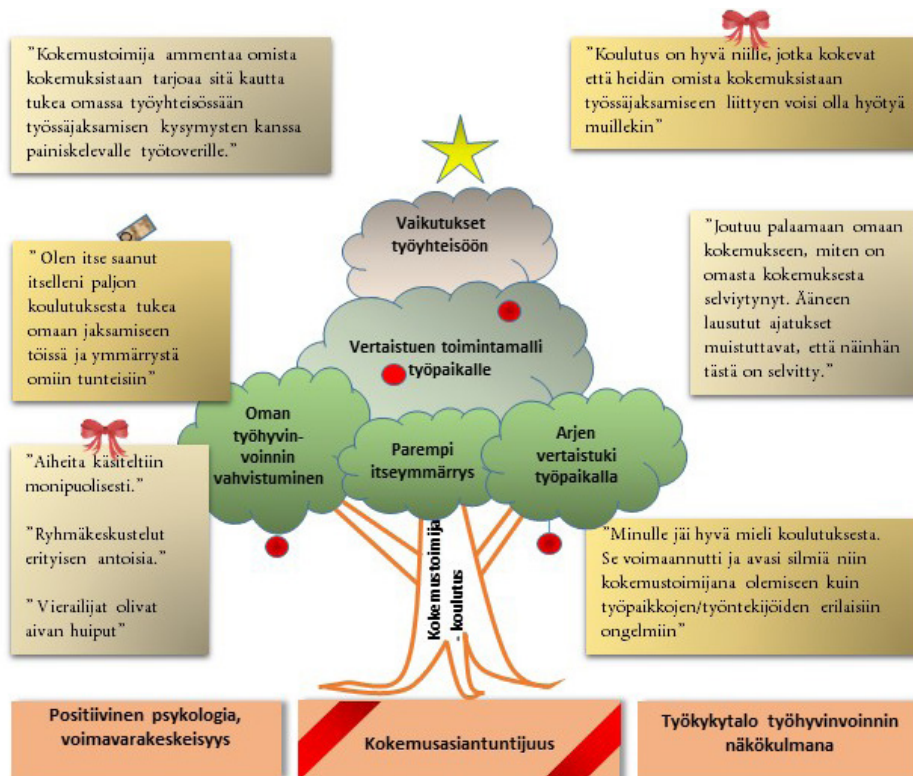 "Kokemustoimija ammentaa omista
kokemuksistaan tarjoaa sitä kautta
tukea omassa työyhteisössään
työssäjaksamisen kysymysten kanssa
painiskelevalle työtoverille."
"Koulutus on hyvä niille, jotka kokevat
että heidän omista kokemuksistaan
työssäjaksamiseen liittyen voisi olla hyötyä
muillekin"
Vaikutukset
työyhteisöön
" Olen itse saanut
itselleni paljon
koulutuksesta tukea
omaan jaksamiseen
töissä ja ymmärrystä
omiin tunteisiin"
"Joutuu palaamaan omaan
kokemukseen, miten on
omasta kokemuksesta
selviytynyt. Ääneen
lausutut ajatukset
muistuttavat, että näinhän
tästä on selvitty."
Vertaistuen toimintamalli
työpaikalle
Oman
työhyvin-
voinnin
vahvistuminen
Parempi
itseymmärrys
Arjen
vertaistuki
työpaikalla
"Aiheita käsiteltiin
monipuolisesti."
"Ryhmäkeskustelut
erityisen antoisia."
"Vierailijat olivat
aivan huiput"
Kokemustoimija
- koulutus
"Minulle jäi hyvä mieli koulutuksesta.
Se voimaannutti ja avasi silmiä niin
kokemustoimijana olemiseen kuin
työpaikkojen/työntekijöiden erilaisiin
ongelmiin"
Positiivinen psykologia,
voimavarakeskeisyys
Kokemusasiantuntijuus
Työkykytalo työhyvinvoinnin
näkökulmana